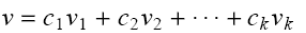 v = c₁v₁ + c₂v₂ + ⋯ + cₖvₖ